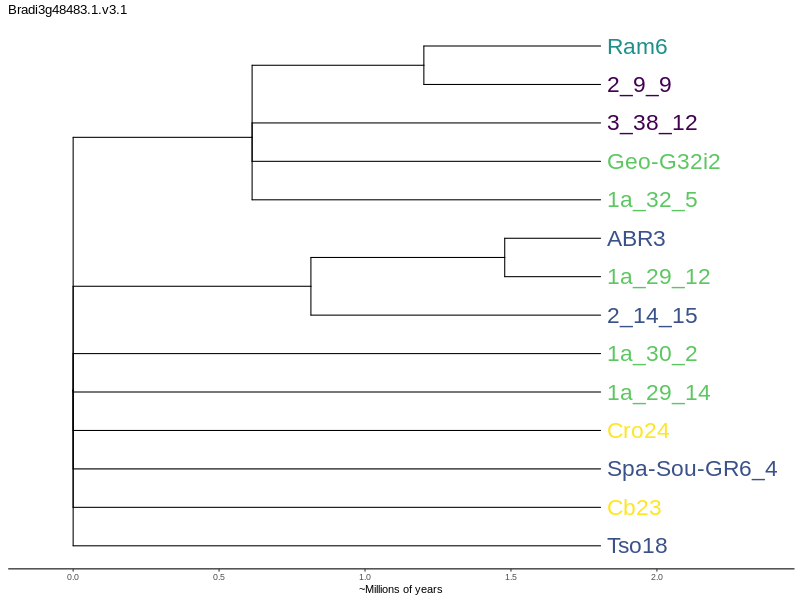 Bradi3g48483.1.v3.1
Ram6
2_9_9
3_38_12
Geo-G32i2
1a_32_5
ABR3
1a_29_12
2_14_15
1a_30_2
1a_29_14
Cro24
Spa-Sou-GR6_4
Cb23
Tso18
0.0 0.5 1.0 1.5 2.0
~Millions of years